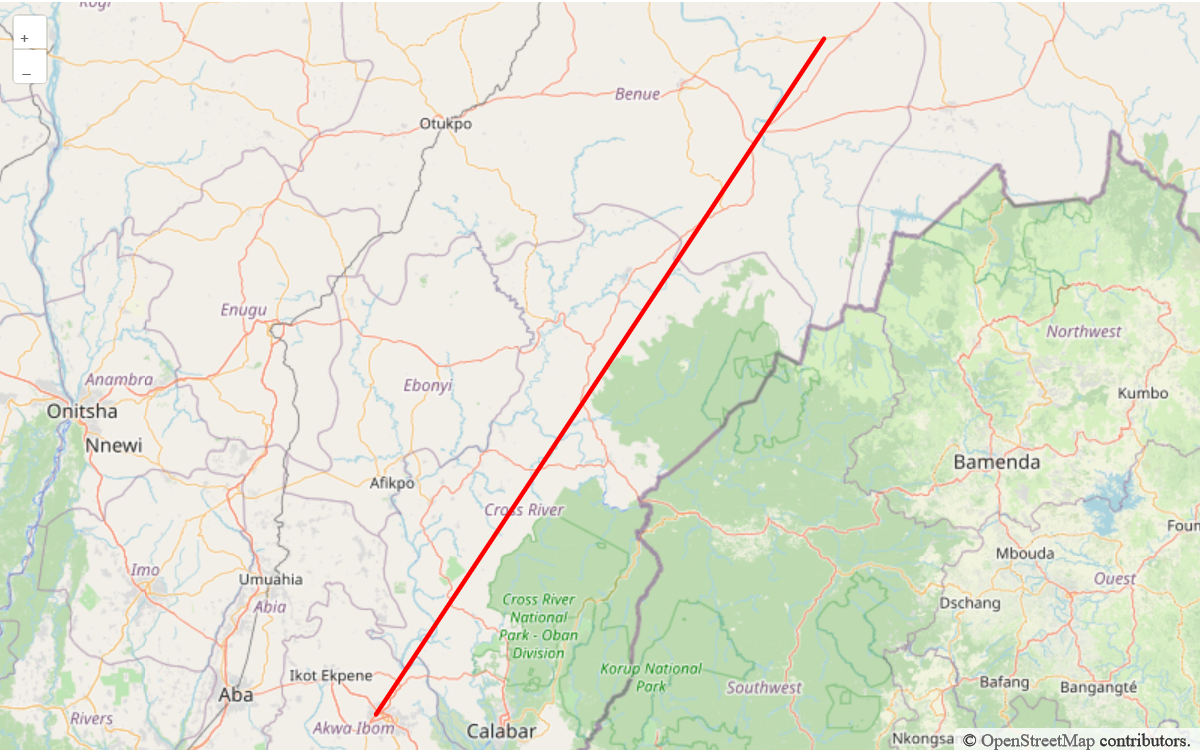 Kogi
+
–
Benue
Otukpo
Enugu
Northwest
Anambra
Ebonyi
Kumbo
Onitsha
Nnewi
Bamenda
Afikpo
Cross River
Foum
Mbouda
Imo
Umuahia
Ouest
Abia
Cross River
National
Park - Oban
Division
Dschang
Ikot Ekpene
Korup National
Park
Southwest
Bafang
Bangangté
Aba
Rivers
Akwa Ibom
Calabar
Nkongsa
© OpenStreetMap contributors.